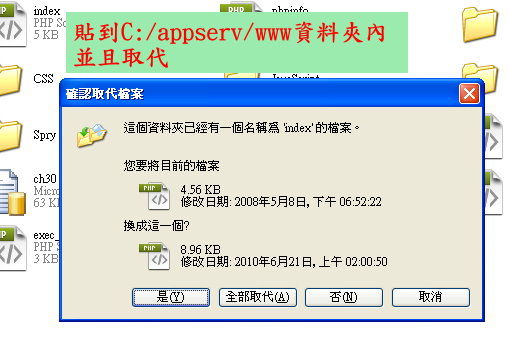 index
PHP Sc
5 KB
phpinfo
貼到C:/appserv/www資料夾內
並且取代
CSS
JavaScript
Spry
ch30
Micro
63 K
exec_
PHP S
3 KB
確認取代檔案
這個資料夾已經有一個名稱為 'index' 的檔案。
您要將目前的檔案
PHP
4.56 KB
修改日期: 2008年5月8日, 下午 06:52:22
換成這一個?
PHP
8.96 KB
修改日期: 2010年6月21日, 上午 02:00:50
是(Y)
全部取代(A)
否(N)
取消